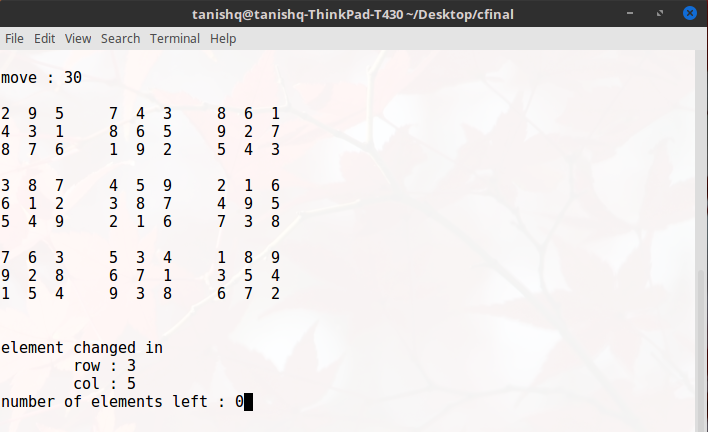 tanishq@tanishq-ThinkPad-T430 ~/Desktop/cfinal
File Edit View Search Terminal Help
move : 30
2 9 5 7 4 3 8 6 1
4 3 1 8 6 5 9 2 7
8 7 6 1 9 2 5 4 3
3 8 7 4 5 9 2 1 6
6 1 2 3 8 7 4 9 5
5 4 9 2 1 6 7 3 8
7 6 3 5 3 4 1 8 9
9 2 8 6 7 1 3 5 4
1 5 4 9 3 8 6 7 2
element changed in
row : 3
col : 5
number of elements left : 0